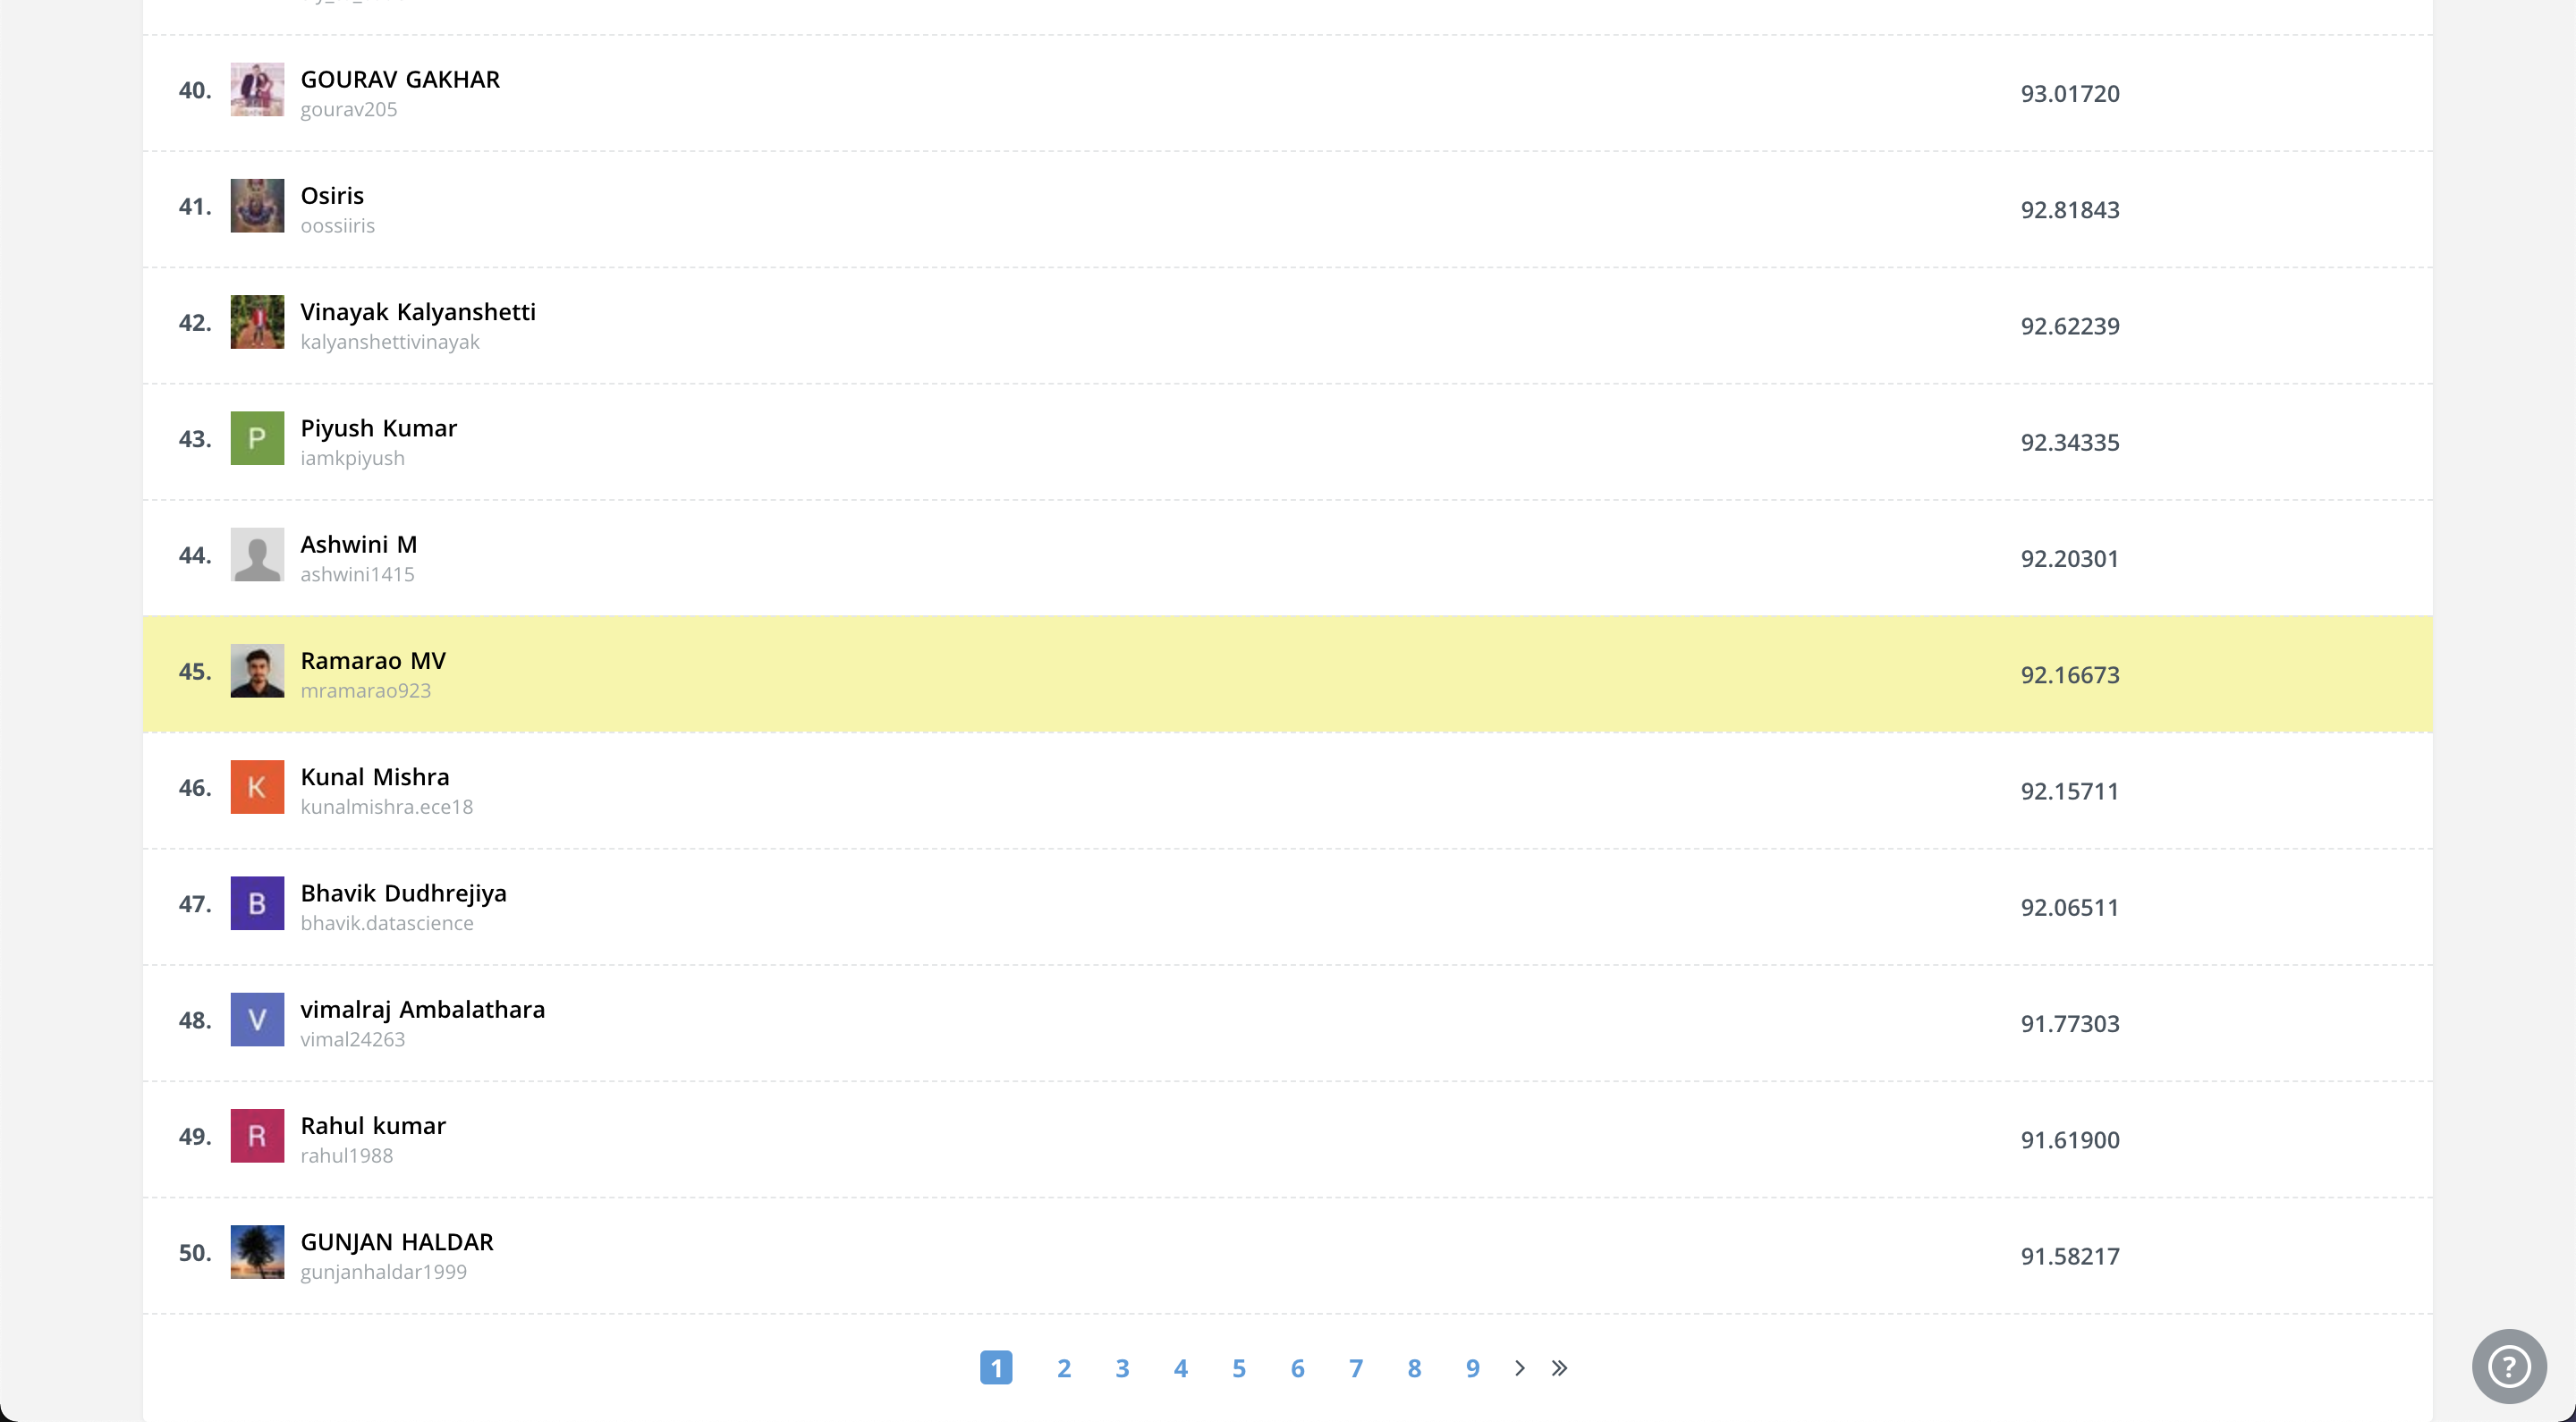 40.
GOURAV GAKHAR
gourav205
93.01720
41.
Osiris
oossiiris
92.81843
42.
Vinayak Kalyanshetti
kalyanshettivinayak
92.62239
43.
P
Piyush Kumar
iamkpiyush
92.34335
44.
Ashwini M
ashwini1415
92.20301
45.
Ramarao MV
mramarao923
92.16673
46.
K
Kunal Mishra
kunalmishra.ece18
92.15711
47.
B
Bhavik Dudhrejiya
bhavik.datascience
92.06511
48.
V
vimalraj Ambalathara
vimal24263
91.77303
49.
R
Rahul kumar
rahul1988
91.61900
50.
GUNJAN HALDAR
gunjanhaldar1999
91.58217
1 2 3 4 5 6 7 8 9 > »
?